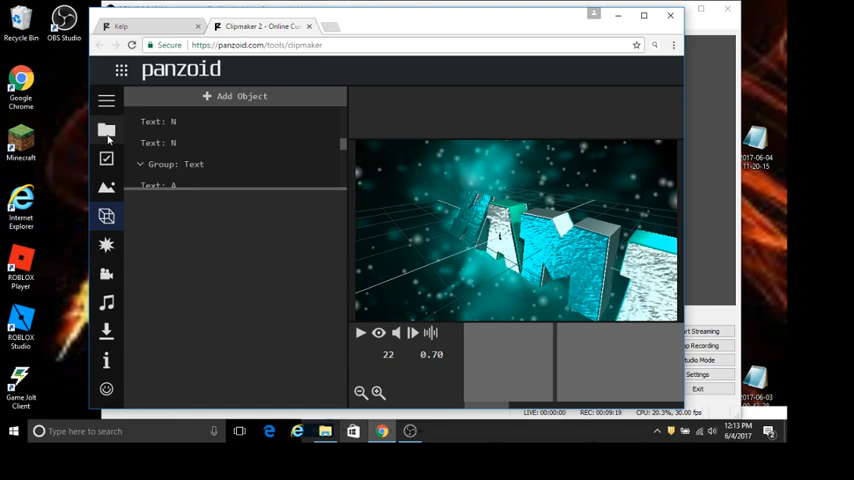 Recycle Bin
OBS Studio
Google Chrome
Minecraft
Internet Explorer
ROBLOX Player
ROBLOX Studio
Game Jolt Client
Kelp
Clipmaker 2 - Online Cu
Secure
https://panzoid.com/tools/clipmaker
panzoid
+ Add Object
Text: N
Text: N
Group: Text
Text: A
22
0.70
2017-06-04 11-20-15
2017-06-03
rt Streaming
op Recording
tudio Mode
Settings
Exit
LIVE: 00:00:00
REC: 00:09:19
CPU: 20.3%, 30.00 fps
Type here to search
12:13 PM
6/4/2017